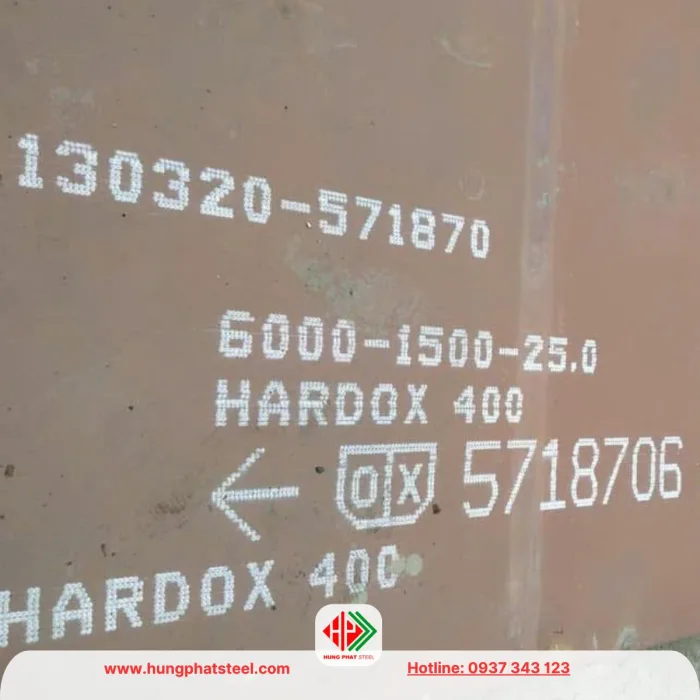 130320-571870
6000-1500-25.0
HARDOX 400
← OX 5718706
HARDOX 400
HUNG PHAT STEEL
www.hungphatsteel.com
Hotline: 0937 343 123